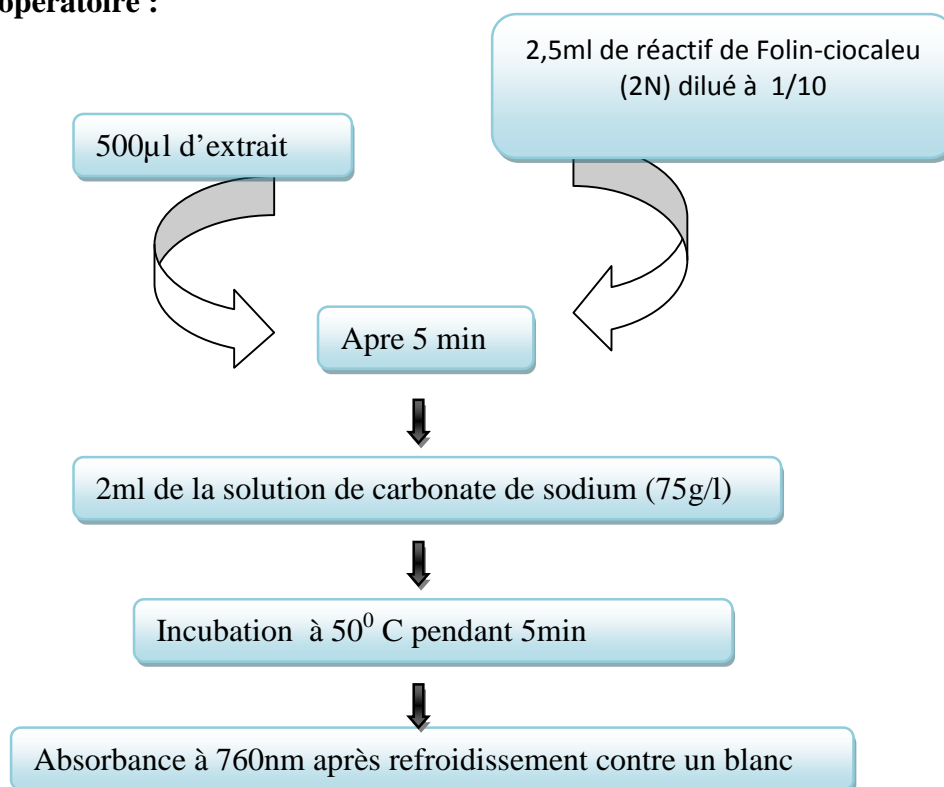 opératoire :
2,5ml de réactif de Folin-ciocaleu
(2N) dilué à 1/10
500µl d’extrait
Apre 5 min
2ml de la solution de carbonate de sodium (75g/l)
Incubation à 50⁰ C pendant 5min
Absorbance à 760nm après refroidissement contre un blanc